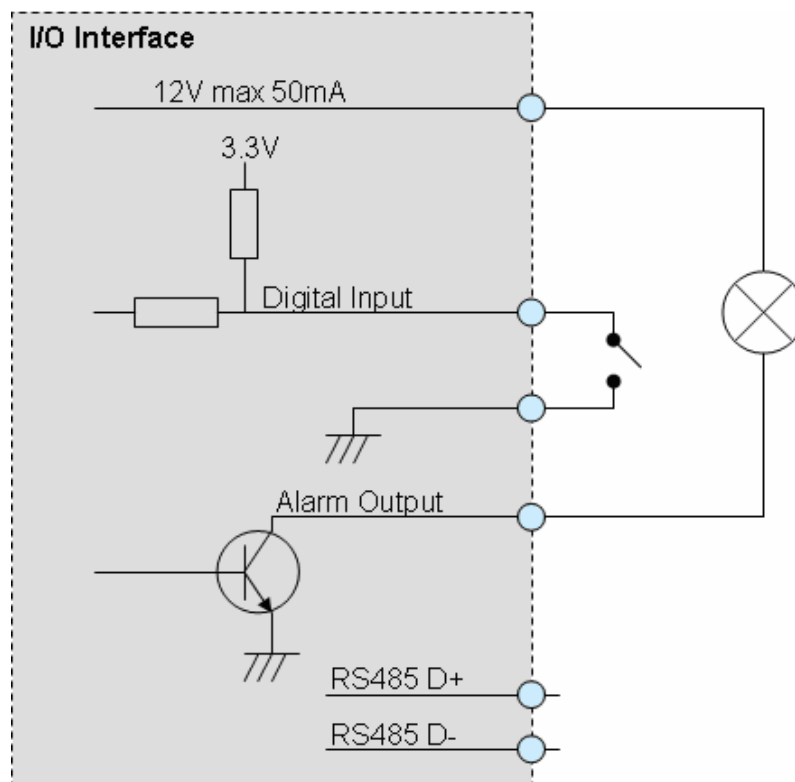 I/O Interface
12V max 50mA
3.3V
Digital Input
Alarm Output
RS485 D+
RS485 D-